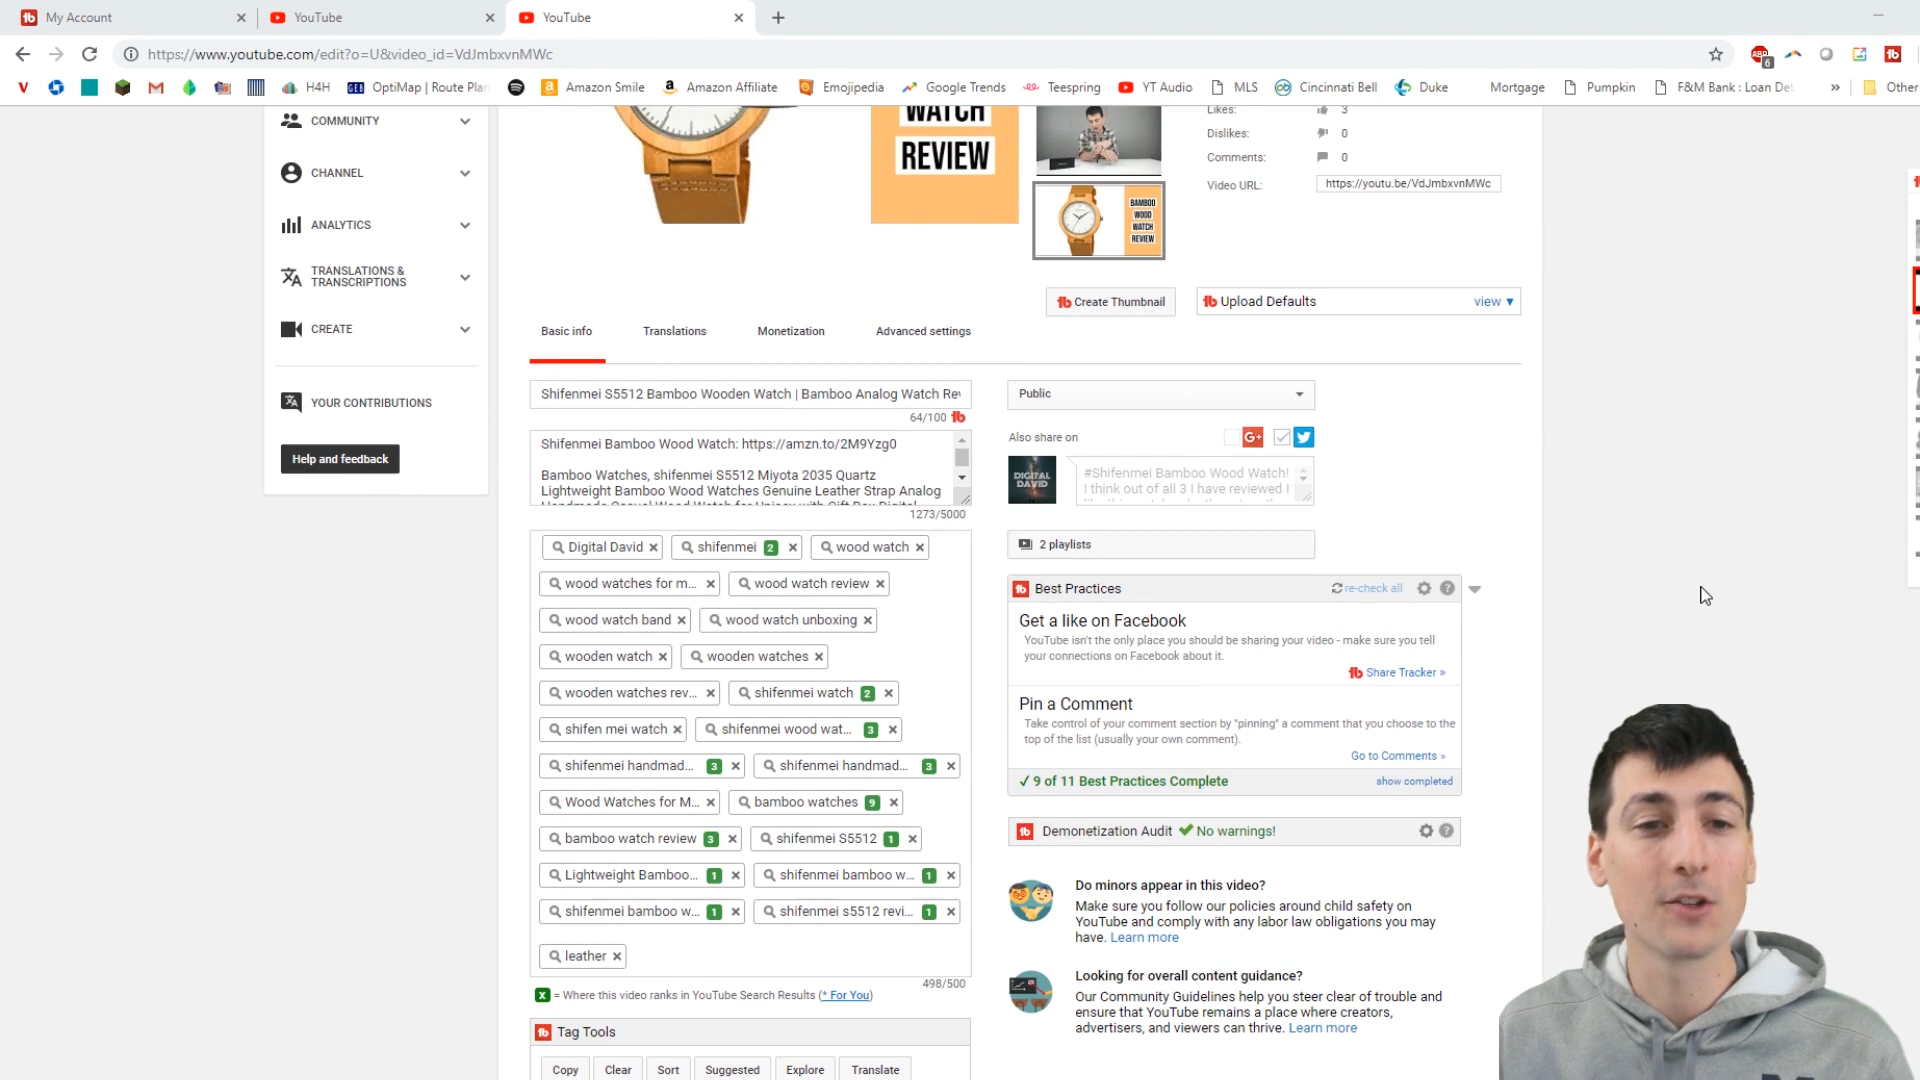 My Account
YouTube
YouTube
https://www.youtube.com/edit?o=U&video_id=VdJmbxvnMWc
ABP
6
H4H
GEB
OptiMap | Route Plan
Amazon Smile
Amazon Affiliate
Emojipedia
Google Trends
Teespring
YT Audio
MLS
Cincinnati Bell
Duke
Mortgage
Pumpkin
F&M Bank : Loan Det
»
Other
COMMUNITY
CHANNEL
ANALYTICS
TRANSLATIONS &
TRANSCRIPTIONS
CREATE
YOUR CONTRIBUTIONS
Help and feedback
WATCH
REVIEW
BAMBOO
WOOD
WATCH
REVIEW
Likes: 3
Dislikes: 0
Comments: 0
Video URL: https://youtu.be/VdJmbxvnMWc
Create Thumbnail
Upload Defaults view ▼
Basic info
Translations
Monetization
Advanced settings
Shifenmei S5512 Bamboo Wooden Watch | Bamboo Analog Watch Rev
64/100
Shifenmei Bamboo Wood Watch: https://amzn.to/2M9Yzg0
Bamboo Watches, shifenmei S5512 Miyota 2035 Quartz
Lightweight Bamboo Wood Watches Genuine Leather Strap Analog
Handmade Casual Wood Watch for Unisex with Gift Box Digital
1273/5000
Digital David
shifenmei 2
wood watch
wood watches for m...
wood watch review
wood watch band
wood watch unboxing
wooden watch
wooden watches
wooden watches rev...
shifenmei watch 2
shifen mei watch
shifenmei wood wat... 3
shifenmei handmad... 3
shifenmei handmad... 3
Wood Watches for M...
bamboo watches 9
bamboo watch review 3
shifenmei S5512 1
Lightweight Bamboo... 1
shifenmei bamboo w... 1
shifenmei bamboo w... 1
shifenmei s5512 revi... 1
leather
498/500
X = Where this video ranks in YouTube Search Results (* For You)
Tag Tools
Copy
Clear
Sort
Suggested
Explore
Translate
Public
Also share on
G+
DIGITAL
DAVID
#Shifenmei Bamboo Wood Watch!
I think out of all 3 I have reviewed I
2 playlists
Best Practices
re-check all
Get a like on Facebook
YouTube isn't the only place you should be sharing your video - make sure you tell
your connections on Facebook about it.
Share Tracker »
Pin a Comment
Take control of your comment section by "pinning" a comment that you choose to the
top of the list (usually your own comment).
Go to Comments »
✓ 9 of 11 Best Practices Complete
show completed
Demonetization Audit ✔ No warnings!
Do minors appear in this video?
Make sure you follow our policies around child safety on
YouTube and comply with any labor law obligations you may
have. Learn more
Looking for overall content guidance?
Our Community Guidelines help you steer clear of trouble and
ensure that YouTube remains a place where creators,
advertisers, and viewers can thrive. Learn more